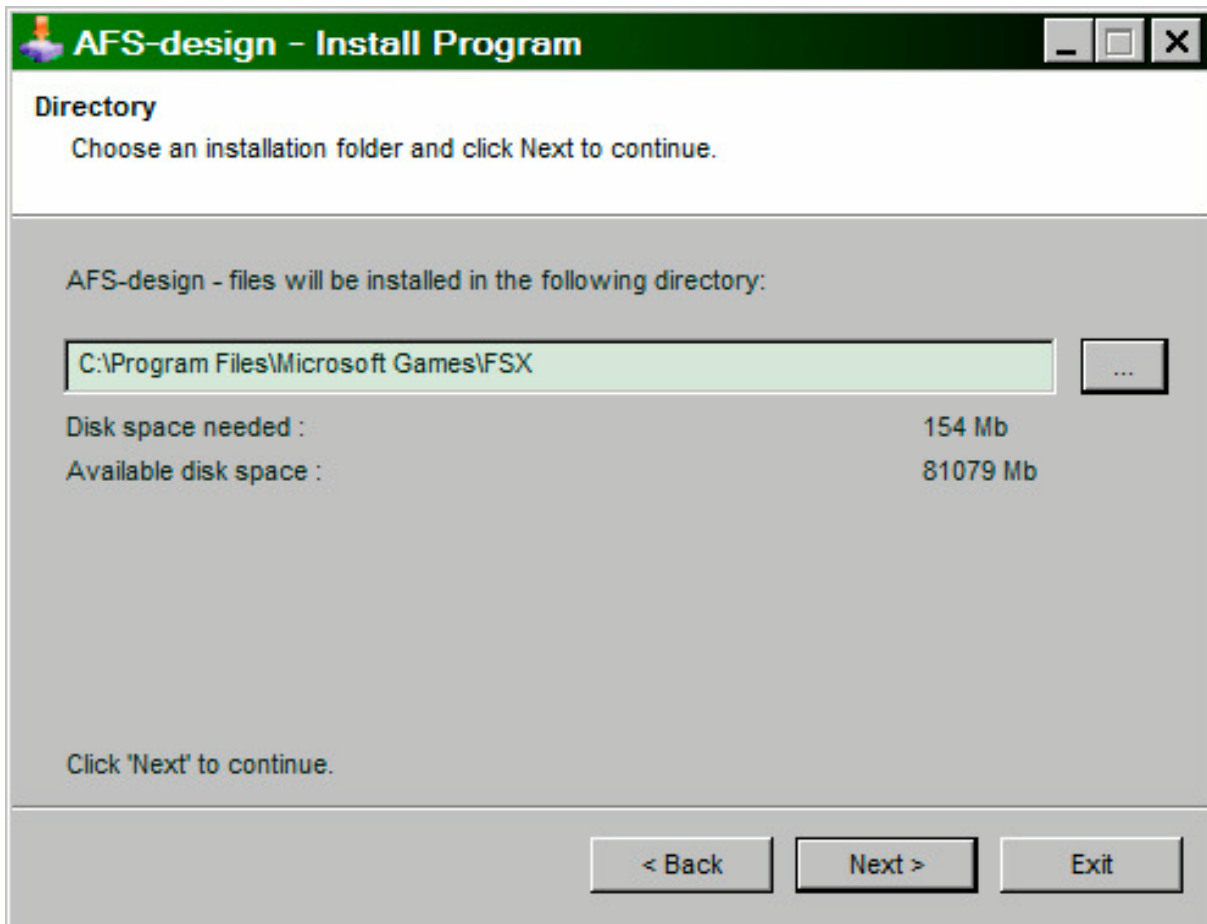 AFS-design - Install Program
Directory
Choose an installation folder and click Next to continue.
AFS-design - files will be installed in the following directory:
C:\Program Files\Microsoft Games\FSX
...
Disk space needed : 154 Mb
Available disk space : 81079 Mb
Click 'Next' to continue.
< Back Next > Exit